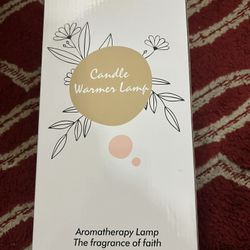 Candle
Warmer Lamp
Aromatherapy Lamp
The fragrance of faith